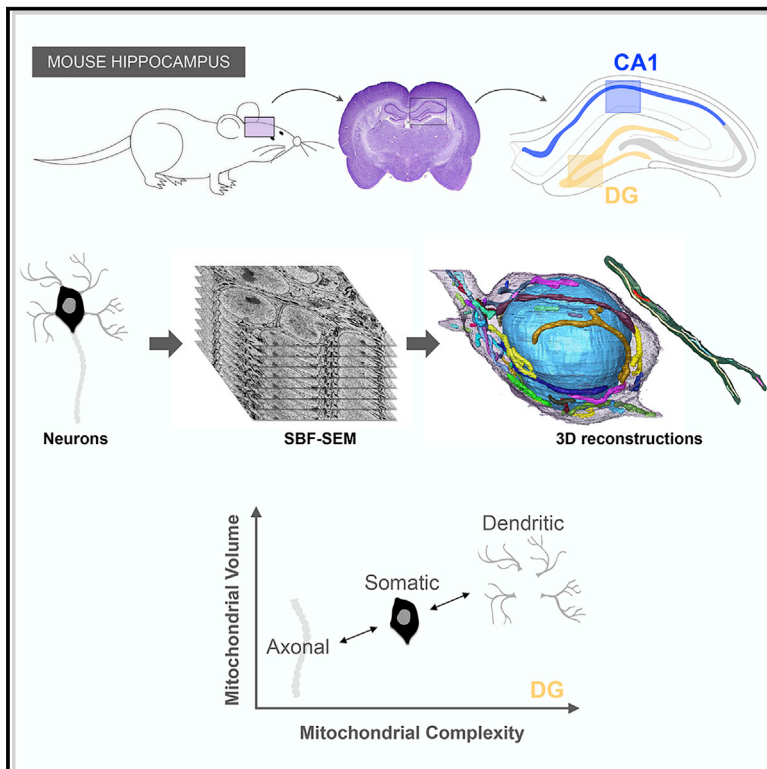 MOUSE HIPPOCAMPUS
CA1
DG
Neurons
SBF-SEM
3D reconstructions
Mitochondrial Volume
Dendritic
Somatic
Axonal
DG
Mitochondrial Complexity